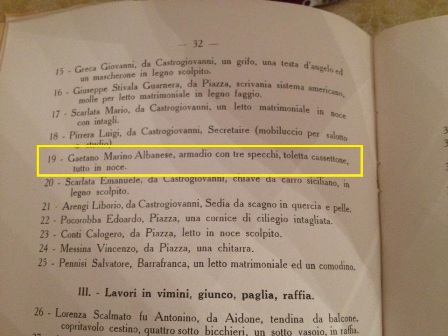 — 32 —
15 - Greca Giovanni, da Castrogiovanni, un grifo, una testa d'angelo ed
un mascherone in legno scolpito.
16 - Giuseppe Stivala Guarnera, da Piazza, scrivania sistema americano,
molle per letto matrimoniale in legno faggio.
17 - Scarlata Mario, da Castrogiovanni, un letto matrimoniale in noce
con intagli.
18 - Pirrera Luigi, da Castrogiovanni, Secretaire (mobiluccio per salotto
o studio)
19 - Gaetano Marino Albanese, armadio con tre specchi, toletta cassettone,
tutto in noce.
20 - Scarlata Emanuele, da Castrogiovanni, chiave da carro siciliano, in
legno scolpito.
21 - Arengi Liborio, da Castrogiovanni, Sedia da scagno in quercia e pelle.
22 - Pocorobba Edoardo, Piazza, una cornice di ciliegio intagliata.
23 - Conti Calogero, da Piazza, letto in noce scolpito.
24 - Messina Vincenzo, da Piazza, una chitarra.
25 - Pennisi Salvatore, Barrafranca, un letto matrimoniale ed un comodino.
III. - Lavori in vimini, giunco, paglia, raffia.
26 - Lorenza Scalmato fu Antonino, da Aidone, tendina da balcone,
copritavolo cestino, quattro sotto bicchieri, un sotto vasoio, in raffia,